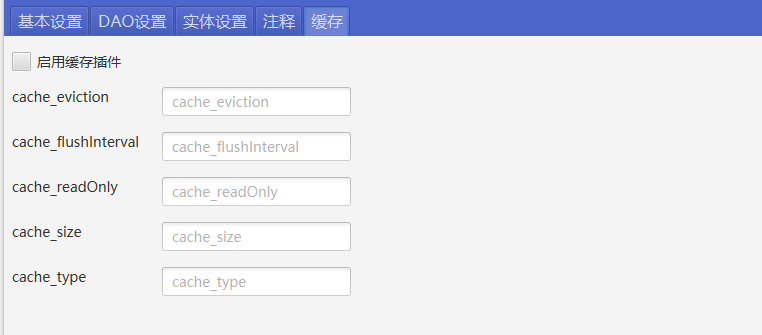 基本设置 DAO设置 实体设置 注释 缓存
启用缓存插件
cache_eviction cache_eviction
cache_flushInterval cache_flushInterval
cache_readOnly cache_readOnly
cache_size cache_size
cache_type cache_type